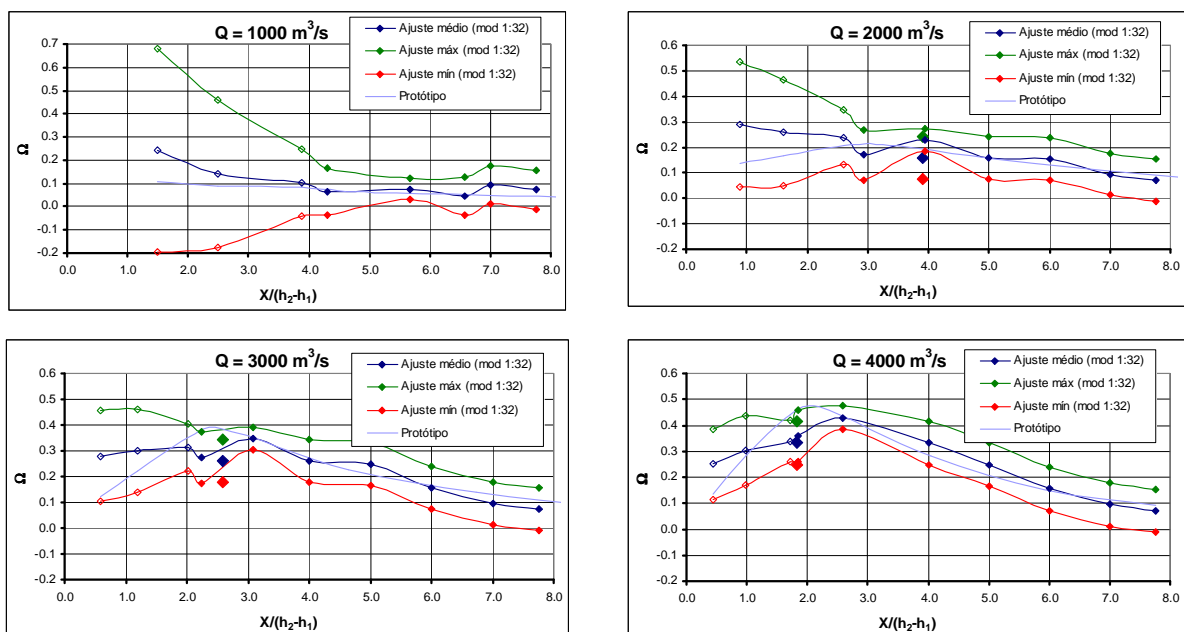 Q = 1000 m³/s
Ajuste médio (mod 1:32)
Ajuste máx (mod 1:32)
Ajuste mín (mod 1:32)
Protótipo
0.7
0.6
0.5
0.4
0.3
0.2
0.1
0.0
-0.1
-0.2
Ω
0.0 1.0 2.0 3.0 4.0 5.0 6.0 7.0 8.0
X/(h₂-h₁)
Q = 2000 m³/s
Ajuste médio (mod 1:32)
Ajuste máx (mod 1:32)
Ajuste mín (mod 1:32)
Protótipo
0.6
0.5
0.4
0.3
0.2
0.1
0.0
-0.1
-0.2
Ω
0.0 1.0 2.0 3.0 4.0 5.0 6.0 7.0 8.0
X/(h₂-h₁)
Q = 3000 m³/s
Ajuste médio (mod 1:32)
Ajuste máx (mod 1:32)
Ajuste mín (mod 1:32)
Protótipo
0.6
0.5
0.4
0.3
0.2
0.1
0.0
-0.1
-0.2
Ω
0.0 1.0 2.0 3.0 4.0 5.0 6.0 7.0 8.0
X/(h₂-h₁)
Q = 4000 m³/s
Ajuste médio (mod 1:32)
Ajuste máx (mod 1:32)
Ajuste mín (mod 1:32)
Protótipo
0.6
0.5
0.4
0.3
0.2
0.1
0.0
-0.1
-0.2
Ω
0.0 1.0 2.0 3.0 4.0 5.0 6.0 7.0 8.0
X/(h₂-h₁)